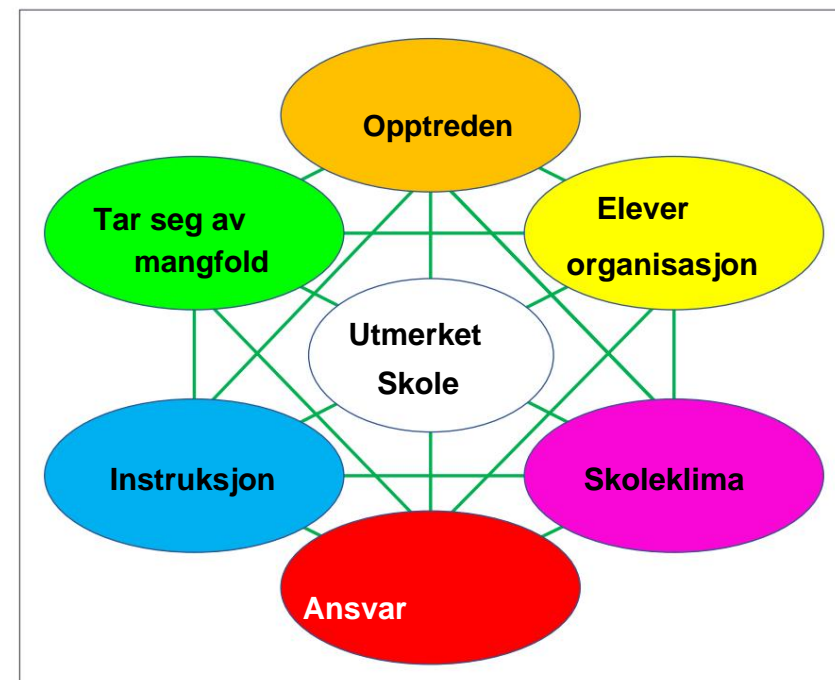 Opptreden
Tar seg av
mangfold
Elever
organisasjon
Utmerket
Skole
Instruksjon
Skoleklima
Ansvar